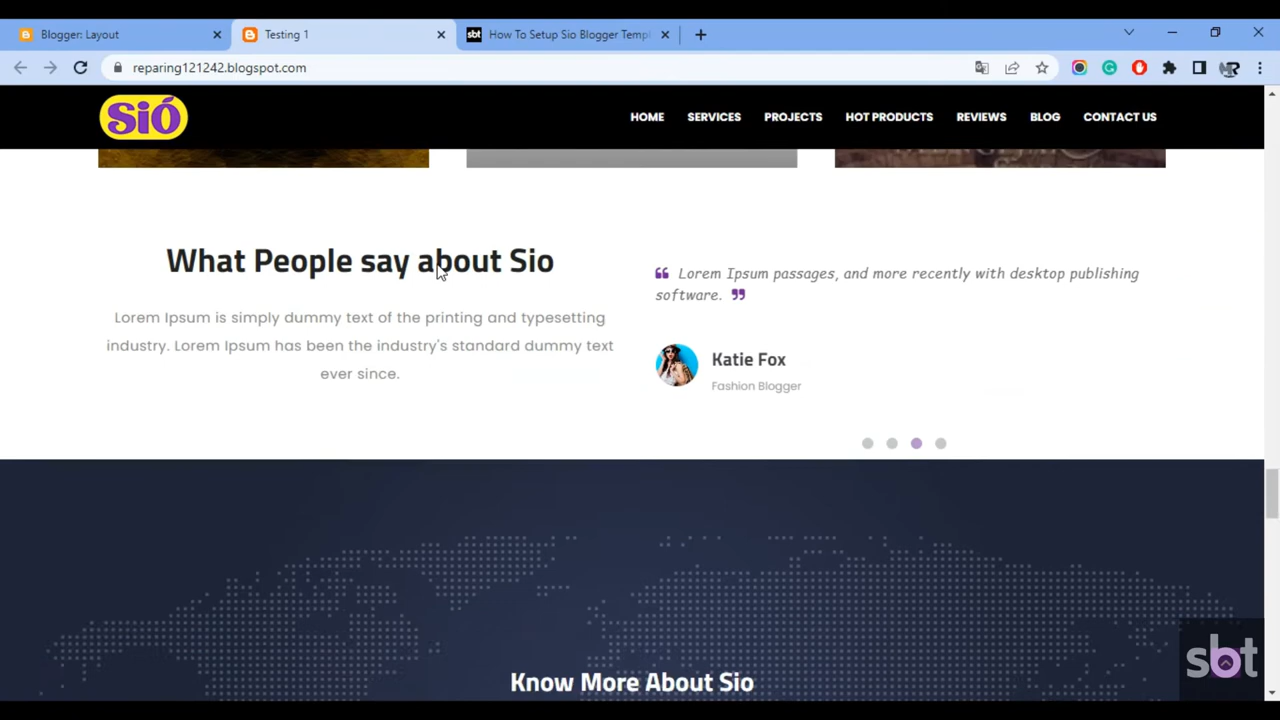 Blogger: Layout
Testing 1
sbt
How To Setup Sio Blogger Templ
reparing121242.blogspot.com
SiÓ
HOME SERVICES PROJECTS HOT PRODUCTS REVIEWS BLOG CONTACT US
What People say about Sio
Lorem Ipsum is simply dummy text of the printing and typesetting
industry. Lorem Ipsum has been the industry's standard dummy text
ever since.
❝ Lorem Ipsum passages, and more recently with desktop publishing
software. ❞
Katie Fox
Fashion Blogger
Know More About Sio
sbt